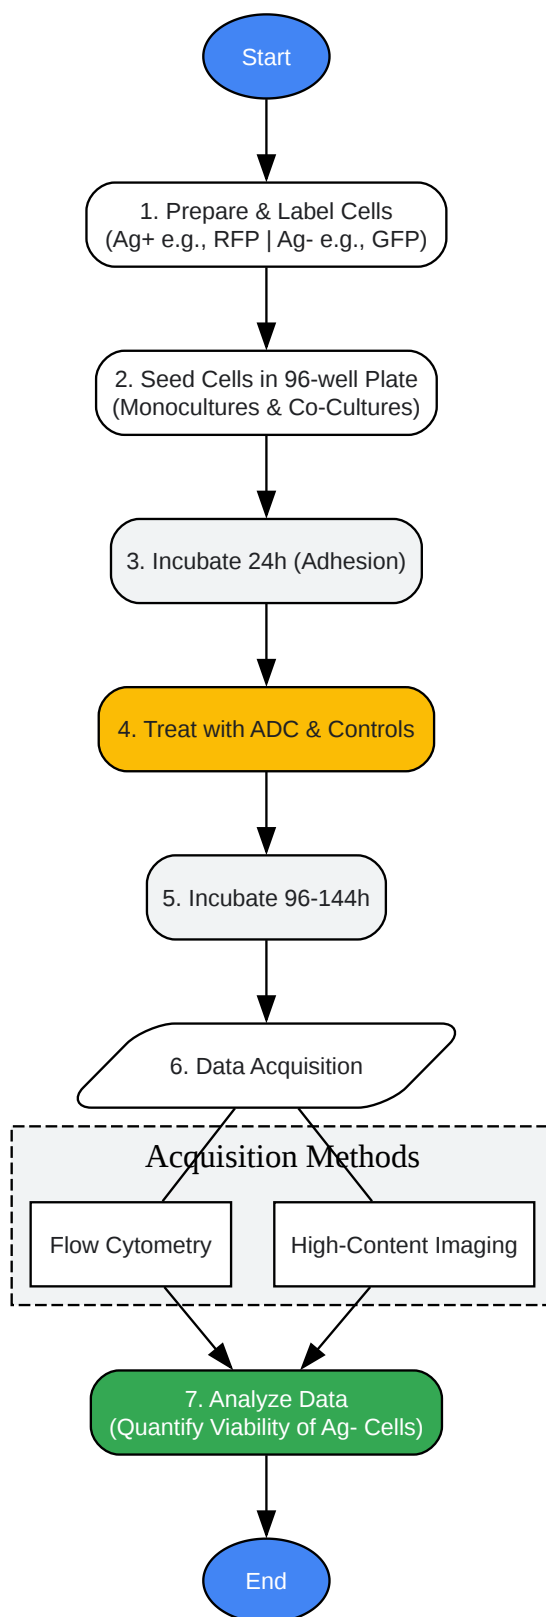 Start
1. Prepare & Label Cells
(Ag+ e.g., RFP | Ag- e.g., GFP)
2. Seed Cells in 96-well Plate
(Monocultures & Co-Cultures)
3. Incubate 24h (Adhesion)
4. Treat with ADC & Controls
5. Incubate 96-144h
6. Data Acquisition
Acquisition Methods
Flow Cytometry
High-Content Imaging
7. Analyze Data
(Quantify Viability of Ag- Cells)
End